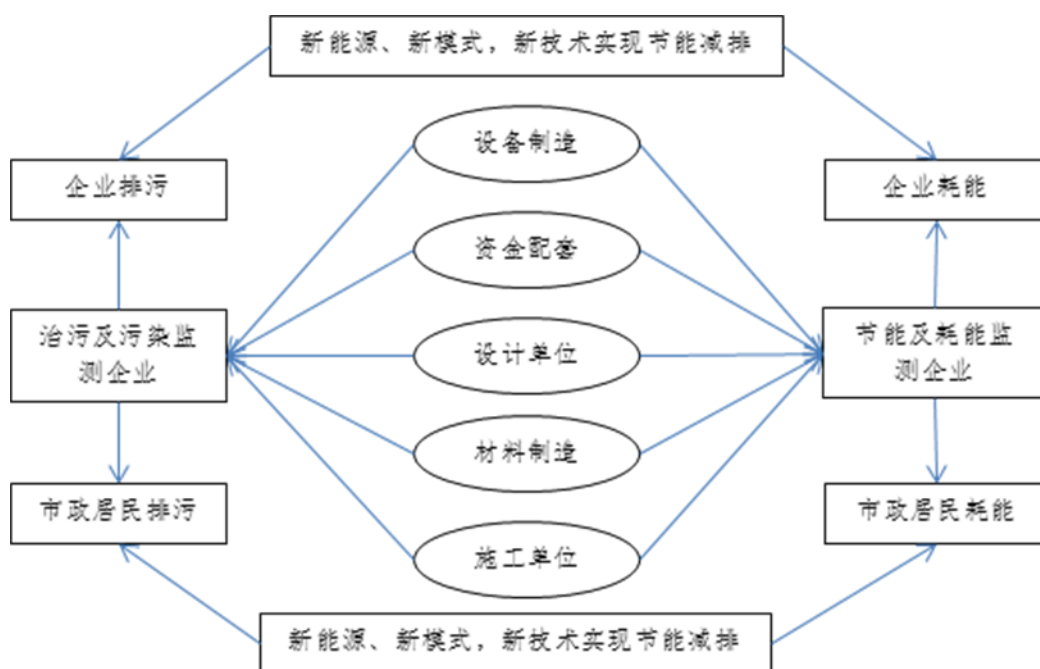 新能源、新模式，新技术实现节能减排
设备制造
企业排污
企业耗能
资金配套
治污及污染监
测企业
设计单位
节能及耗能监
测企业
材料制造
市政居民排污
市政居民耗能
施工单位
新能源、新模式，新技术实现节能减排